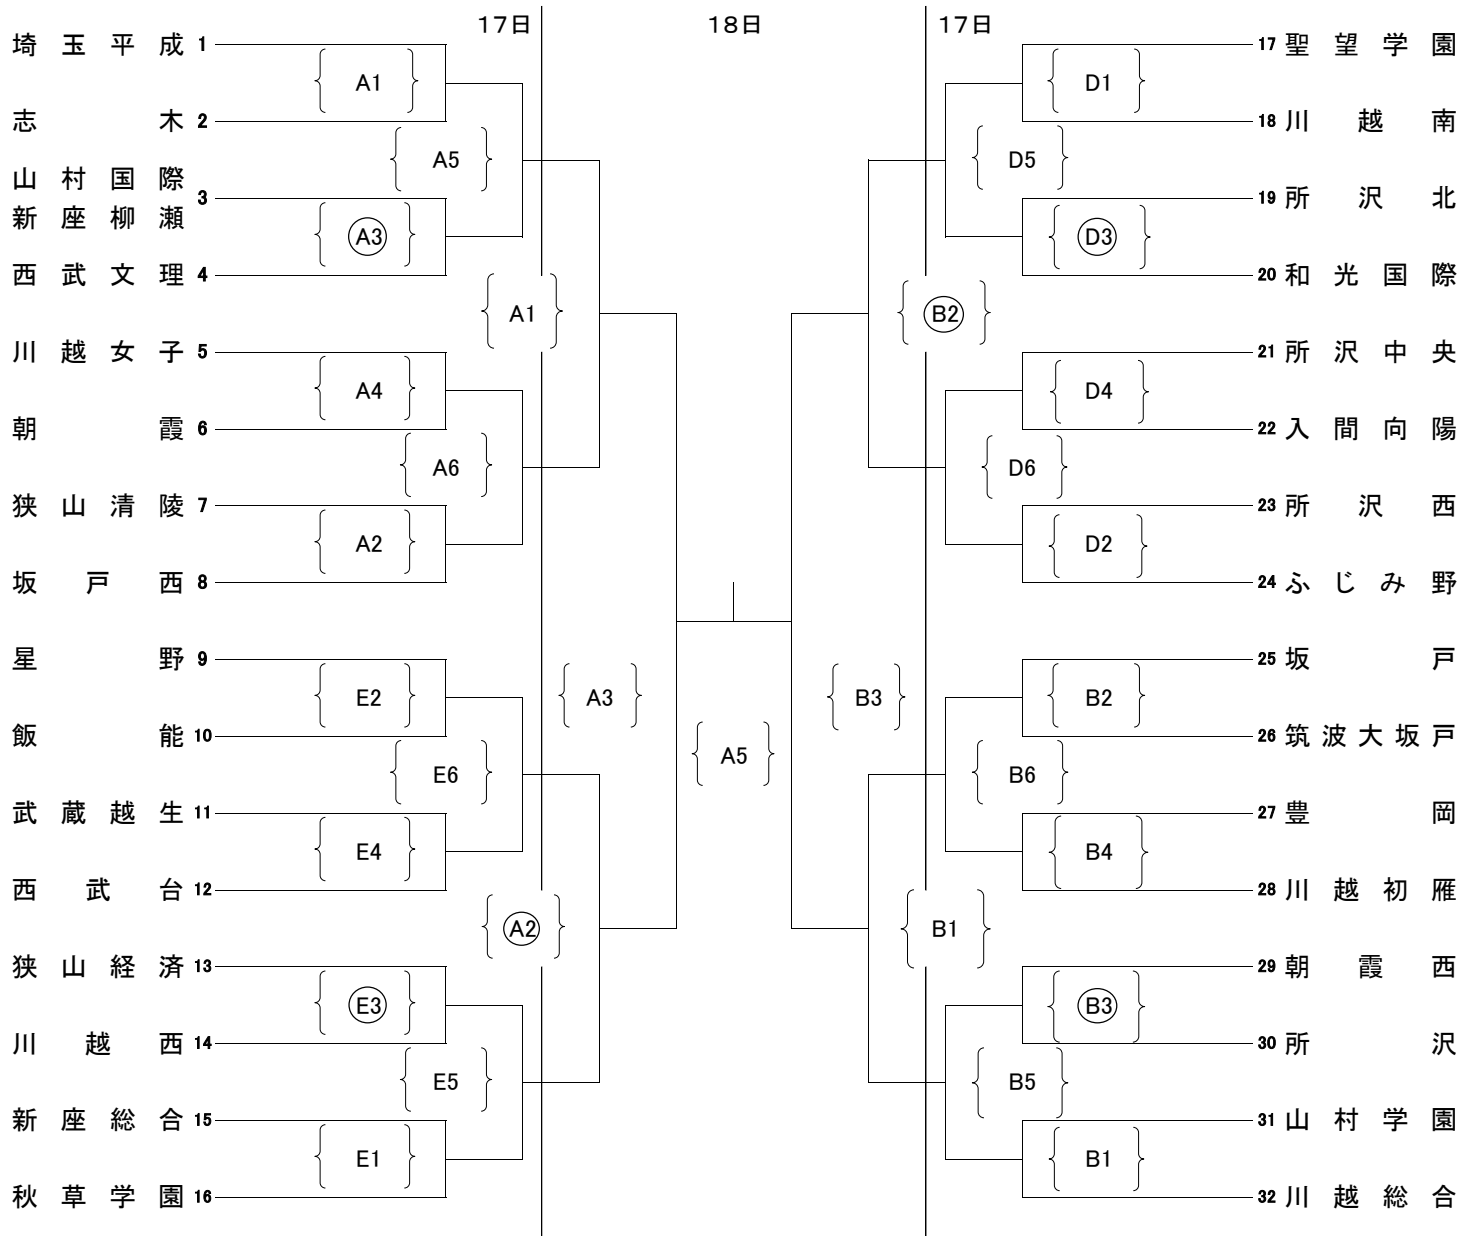 17日 18日 17日
埼玉平成 1
A1
志木 2
A5
山村国際
3
新座柳瀬
A3
西武文理 4
A1
川越女子 5
A4
朝霞 6
A6
狭山清陵 7
A2
坂戸西 8
星野 9
E2
A3
飯能 10
E6
武蔵越生 11
E4
西武台 12
A2
狭山経済 13
E3
川越西 14
E5
新座総合 15
E1
秋草学園 16
A5
17 聖望学園
D1
18 川越南
D5
19 所沢北
D3
20 和光国際
B2
21 所沢中央
D4
22 入間向陽
D6
23 所沢西
D2
24 ふじみ野
25 坂戸
B3
B2
26 筑波大坂戸
B6
27 豊岡
B4
28 川越初雁
B1
29 朝霞西
B3
30 所沢
B5
31 山村学園
B1
32 川越総合